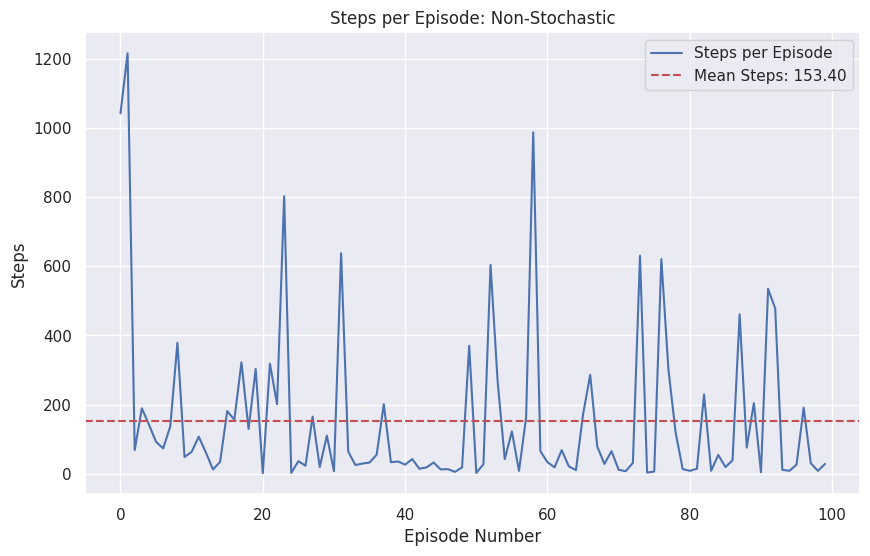 Steps per Episode: Non-Stochastic
Steps per Episode
Mean Steps: 153.40
1200
1000
800
600
400
200
0
Steps
0 20 40 60 80 100
Episode Number